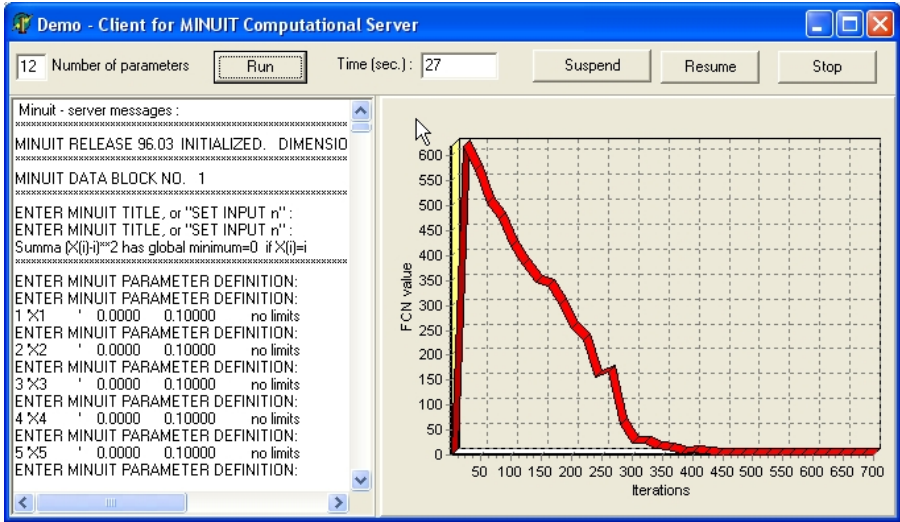 Demo - Client for MINUIT Computational Server
12 Number of parameters Run Time (sec.) : 27 Suspend Resume Stop
Minuit - server messages :
MINUIT RELEASE 96.03 INITIALIZED. DIMENSIO
MINUIT DATA BLOCK NO. 1
ENTER MINUIT TITLE, or "SET INPUT n" :
ENTER MINUIT TITLE, or "SET INPUT n" :
Summa (X(i)-i)**2 has global minimum=0 if X(i)=i
ENTER MINUIT PARAMETER DEFINITION:
ENTER MINUIT PARAMETER DEFINITION:
1 'X1 ' 0.0000 0.10000 no limits
ENTER MINUIT PARAMETER DEFINITION:
2 'X2 ' 0.0000 0.10000 no limits
ENTER MINUIT PARAMETER DEFINITION:
3 'X3 ' 0.0000 0.10000 no limits
ENTER MINUIT PARAMETER DEFINITION:
4 'X4 ' 0.0000 0.10000 no limits
ENTER MINUIT PARAMETER DEFINITION:
5 'X5 ' 0.0000 0.10000 no limits
ENTER MINUIT PARAMETER DEFINITION:
FCN value
600
550
500
450
400
350
300
250
200
150
100
50
0
50 100 150 200 250 300 350 400 450 500 550 600 650 700
Iterations